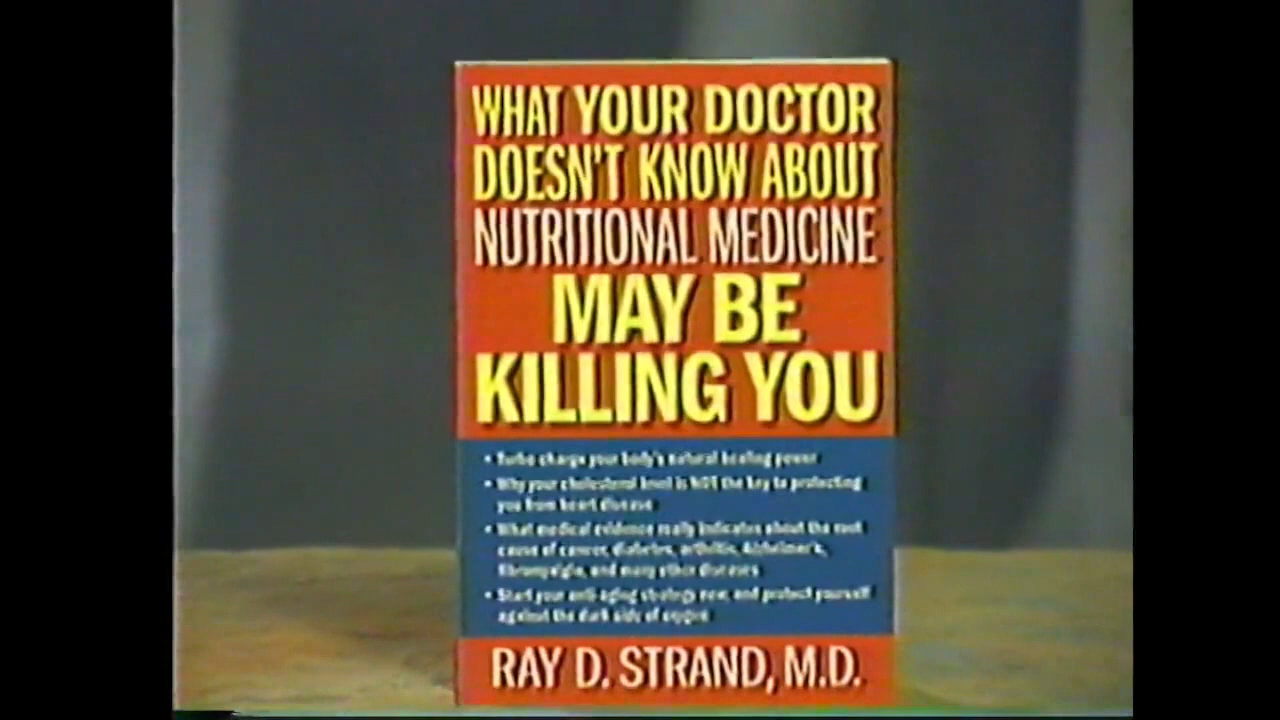 WHAT YOUR DOCTOR
DOESN'T KNOW ABOUT
NUTRITIONAL MEDICINE
MAY BE
KILLING YOU
• Turbo charge your body's natural healing power
• Why your cholesterol level is NOT the key to protecting
you from heart disease
• What medical evidence really indicates about the root
cause of cancer, diabetes, arthritis, Alzheimer's,
fibromyalgia, and many other diseases
• Start your anti-aging strategy now, and protect yourself
against the dark side of oxygen
RAY D. STRAND, M.D.